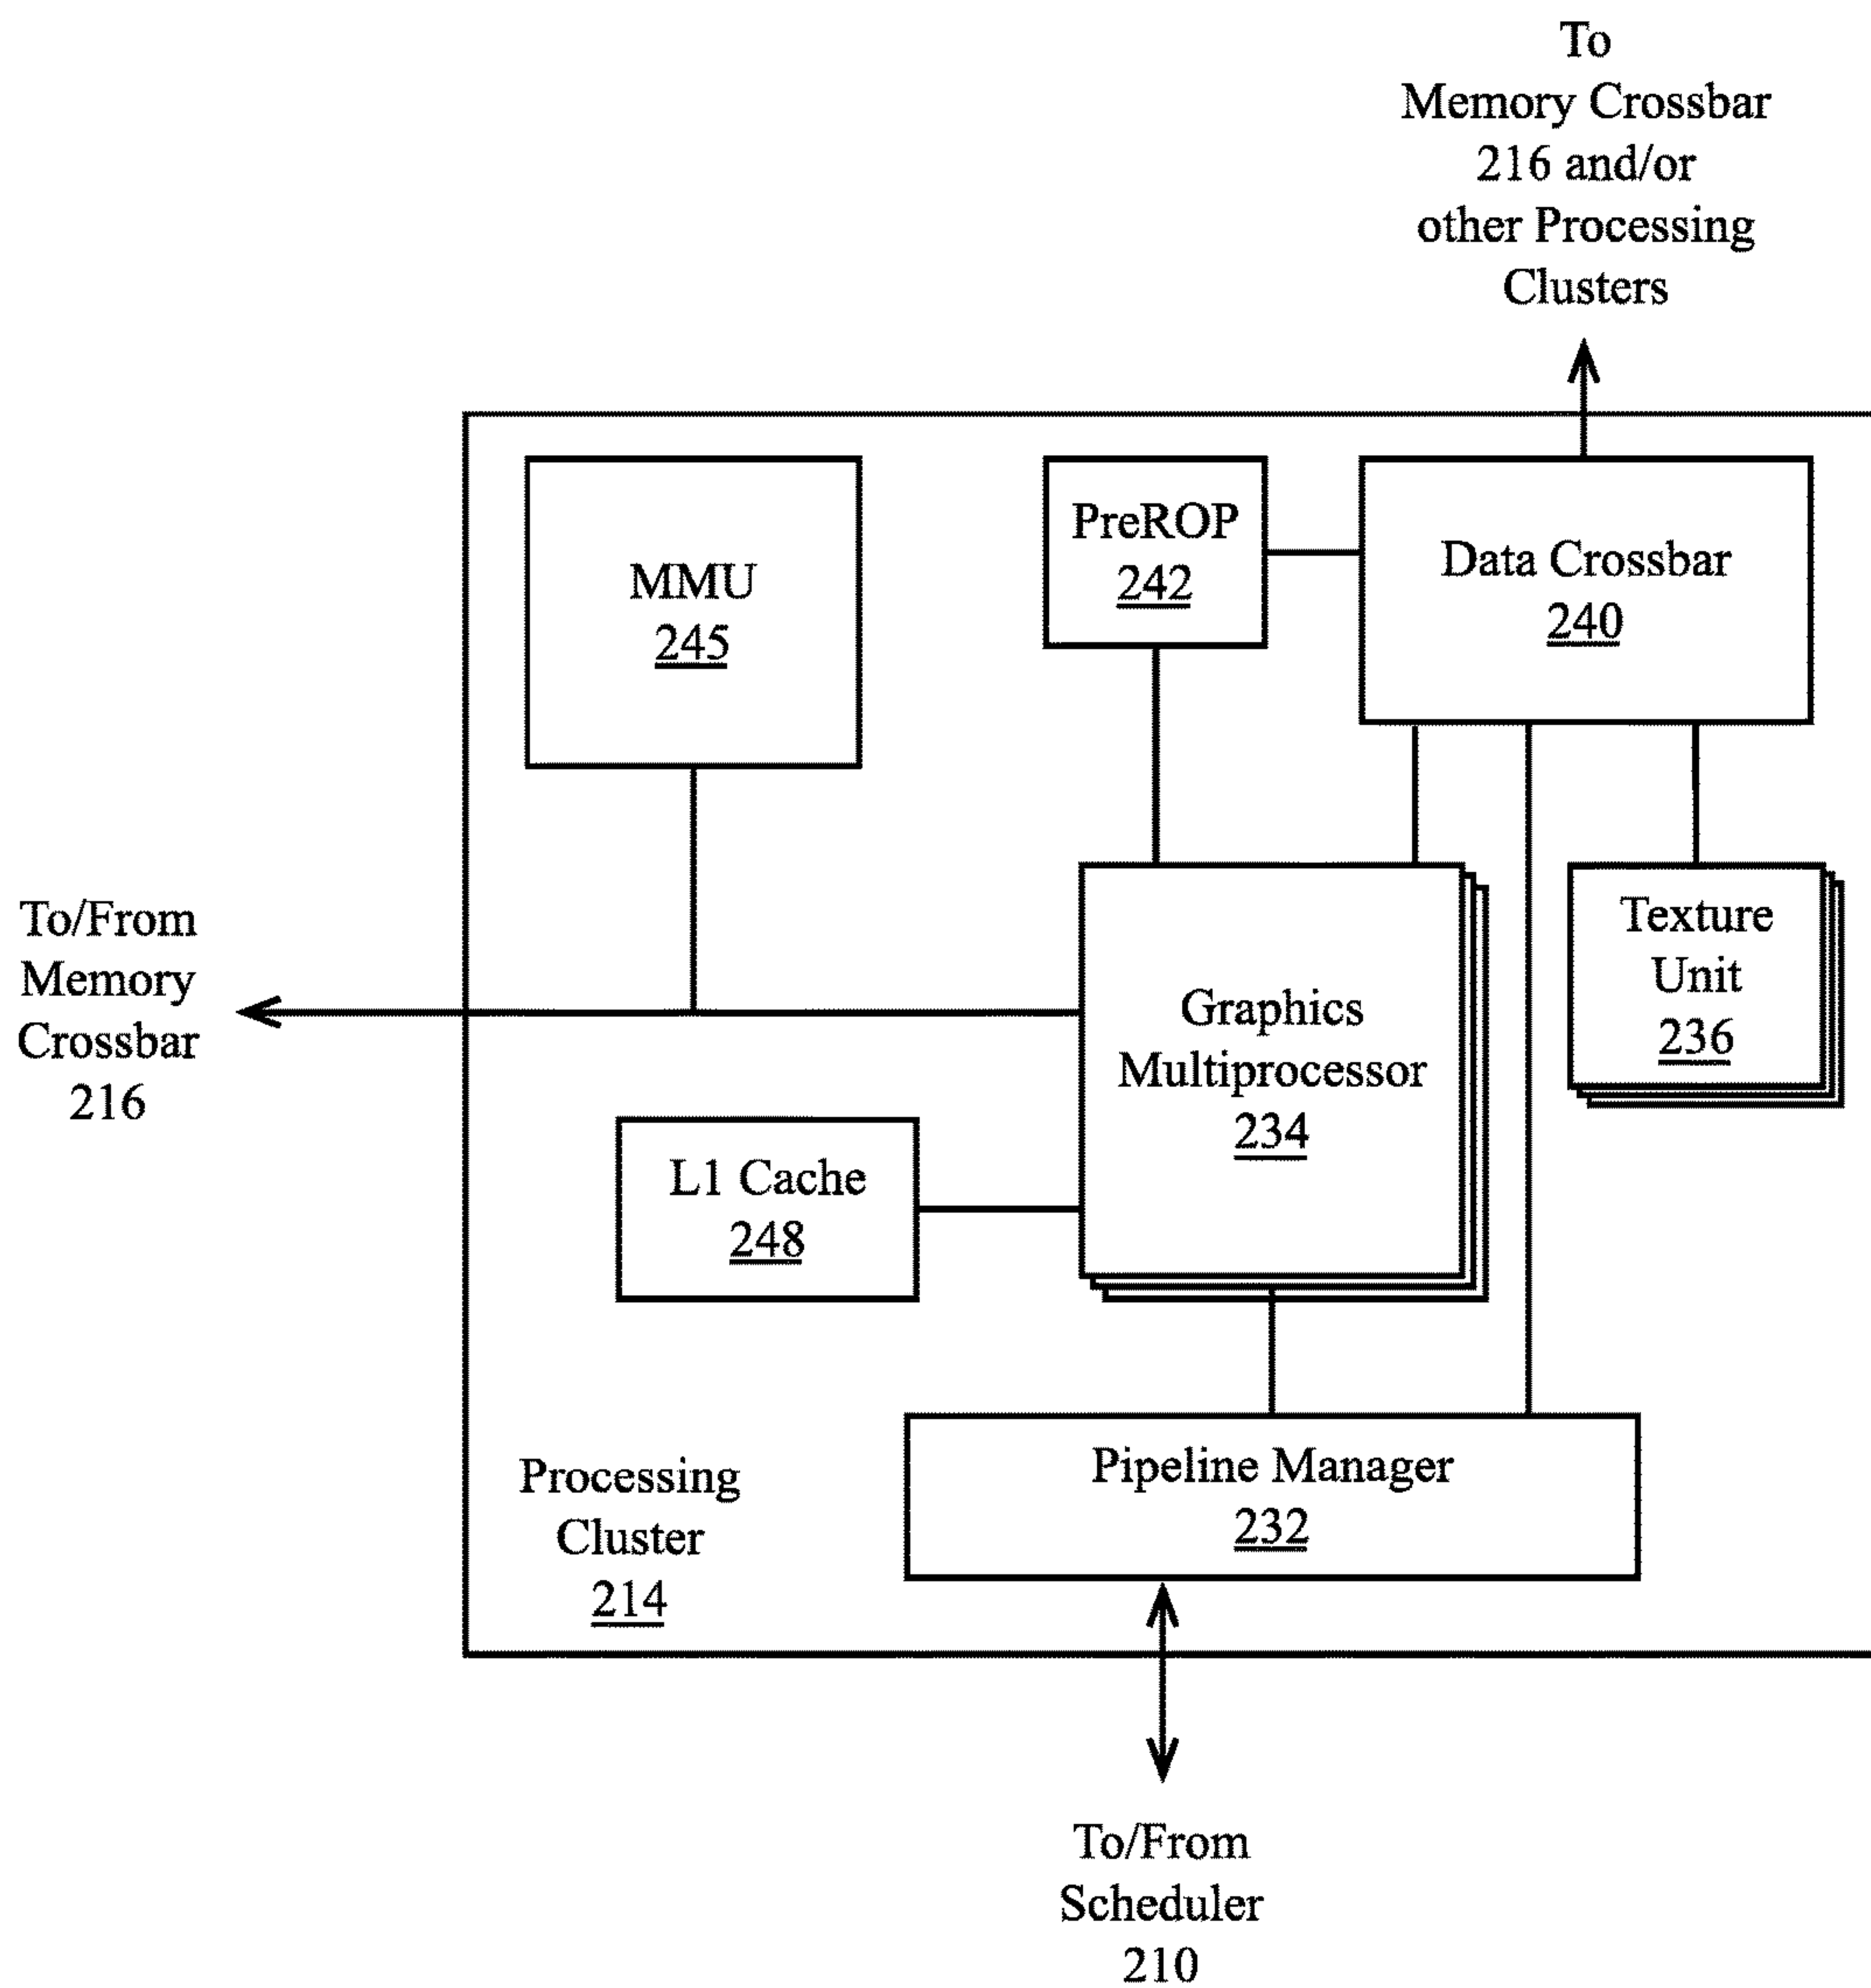 To
Memory Crossbar
216 and/or
other Processing
Clusters
MMU
245
PreROP
242
Data Crossbar
240
To/From
Memory
Crossbar
216
Graphics
Multiprocessor
234
Texture
Unit
236
L1 Cache
248
Processing
Cluster
214
Pipeline Manager
232
To/From
Scheduler
210